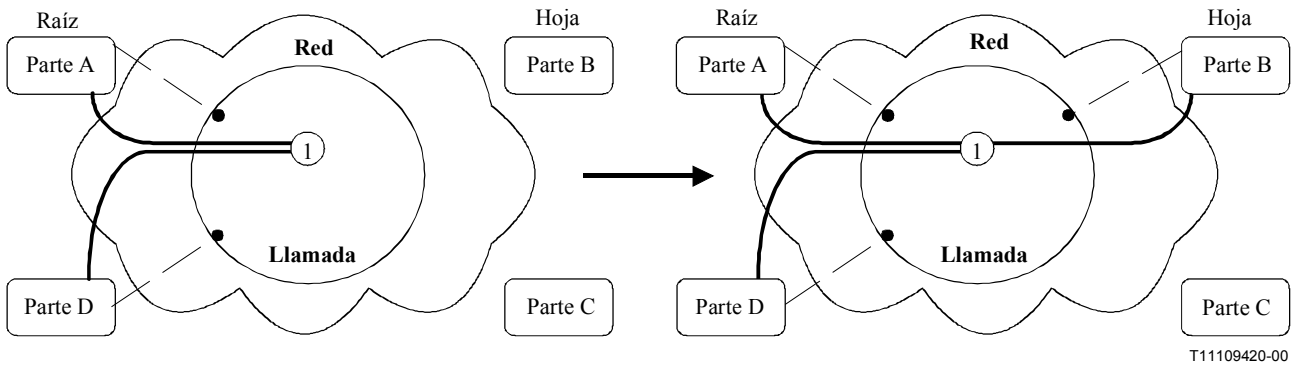 Raíz
Hoja
Parte A
Red
Parte B
1
Llamada
Parte D
Parte C
Raíz
Hoja
Parte A
Red
Parte B
1
Llamada
Parte D
Parte C
T11109420-00